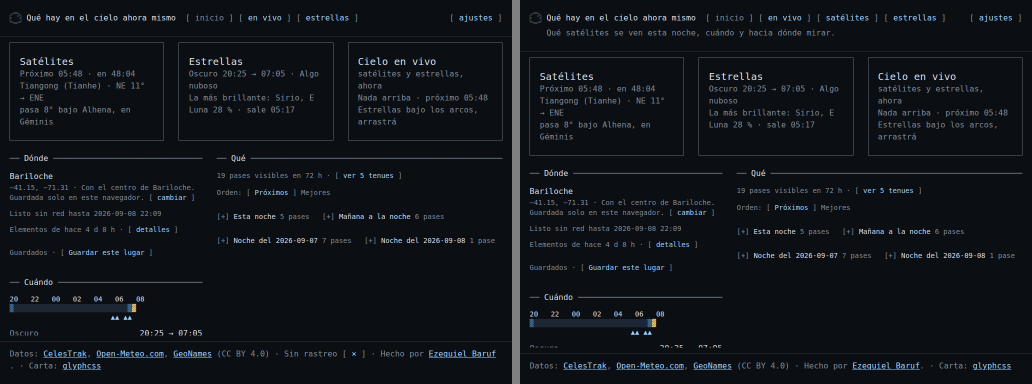 Qué hay en el cielo ahora mismo [ inicio ] [ en vivo ] [ estrellas ] [ ajustes ]
Satélites
Próximo 05:48 · en 48:04
Tiangong (Tianhe) · NE 11°
→ ENE
pasa 8° bajo Alhena, en
Géminis
Estrellas
Oscuro 20:25 → 07:05 · Algo
nuboso
La más brillante: Sirio, E
Luna 28 % · sale 05:17
Cielo en vivo
satélites y estrellas,
ahora
Nada arriba · próximo 05:48
Estrellas bajo los arcos,
arrastrá
Dónde
Bariloche
−41.15, −71.31 · Con el centro de Bariloche.
Guardada solo en este navegador. [ cambiar ]
Listo sin red hasta 2026-09-08 22:09
Elementos de hace 4 d 8 h · [ detalles ]
Guardados · [ Guardar este lugar ]
Qué
19 pases visibles en 72 h · [ ver 5 tenues ]
Orden: [ Próximos ] Mejores
[+] Esta noche 5 pases [+] Mañana a la noche 6 pases
[+] Noche del 2026-09-07 7 pases [+] Noche del 2026-09-08 1 pase
Cuándo
20 22 00 02 04 06 08
▲▲ ▲▲
Oscuro 20:25 → 07:05
Datos: CelesTrak, Open-Meteo.com, GeoNames (CC BY 4.0) · Sin rastreo [ × ] · Hecho por Ezequiel Baruf
. · Carta: glyphcss
Qué hay en el cielo ahora mismo [ inicio ] [ en vivo ] [ satélites ] [ estrellas ] [ ajustes ]
Qué satélites se ven esta noche, cuándo y hacia dónde mirar.
Satélites
Próximo 05:48 · en 48:04
Tiangong (Tianhe) · NE 11°
→ ENE
pasa 8° bajo Alhena, en
Géminis
Estrellas
Oscuro 20:25 → 07:05 · Algo
nuboso
La más brillante: Sirio, E
Luna 28 % · sale 05:17
Cielo en vivo
satélites y estrellas,
ahora
Nada arriba · próximo 05:48
Estrellas bajo los arcos,
arrastrá
Dónde
Bariloche
−41.15, −71.31 · Con el centro de Bariloche.
Guardada solo en este navegador. [ cambiar ]
Listo sin red hasta 2026-09-08 22:09
Elementos de hace 4 d 8 h · [ detalles ]
Guardados · [ Guardar este lugar ]
Qué
19 pases visibles en 72 h · [ ver 5 tenues ]
Orden: [ Próximos ] Mejores
[+] Esta noche 5 pases [+] Mañana a la noche 6 pases
[+] Noche del 2026-09-07 7 pases [+] Noche del 2026-09-08 1 pase
Cuándo
20 22 00 02 04 06 08
▲▲ ▲▲
Oscuro 20:25 → 07:05
Datos: CelesTrak, Open-Meteo.com, GeoNames (CC BY 4.0) · Hecho por Ezequiel Baruf. · Carta: glyphcss